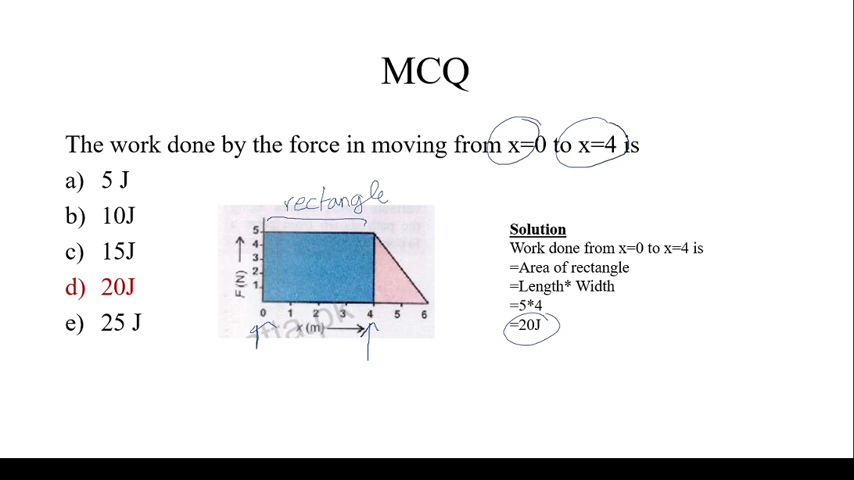 MCQ
The work done by the force in moving from x=0 to x=4 is
a) 5 J
b) 10J
c) 15J
d) 20J
e) 25 J
rectangle
5
4
3
2
1
F(N)
0 1 2 3 4 5 6
x (m)
Solution
Work done from x=0 to x=4 is
=Area of rectangle
=Length* Width
=5*4
=20J